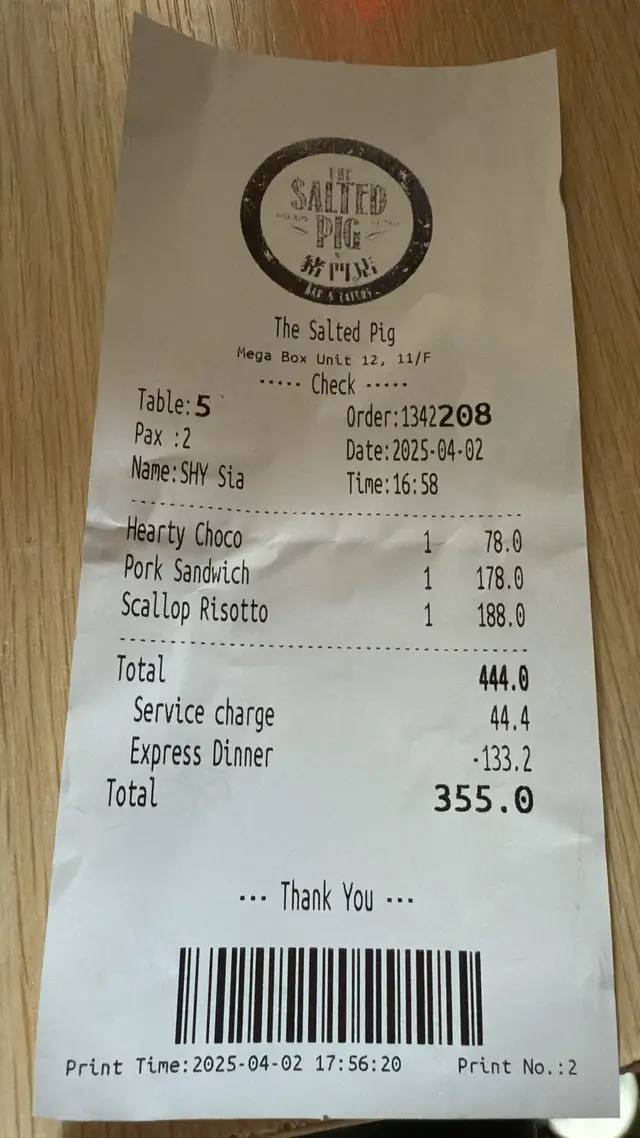 THE
SALTED
PIG
豬門店
BAR & EATERY
The Salted Pig
Mega Box Unit 12, 11/F
----- Check -----
Table:5 Order:1342208
Pax :2 Date:2025-04-02
Name:SHY Sia Time:16:58
Hearty Choco 1 78.0
Pork Sandwich 1 178.0
Scallop Risotto 1 188.0
Total 444.0
Service charge 44.4
Express Dinner -133.2
Total 355.0
--- Thank You ---
Print Time:2025-04-02 17:56:20 Print No.:2